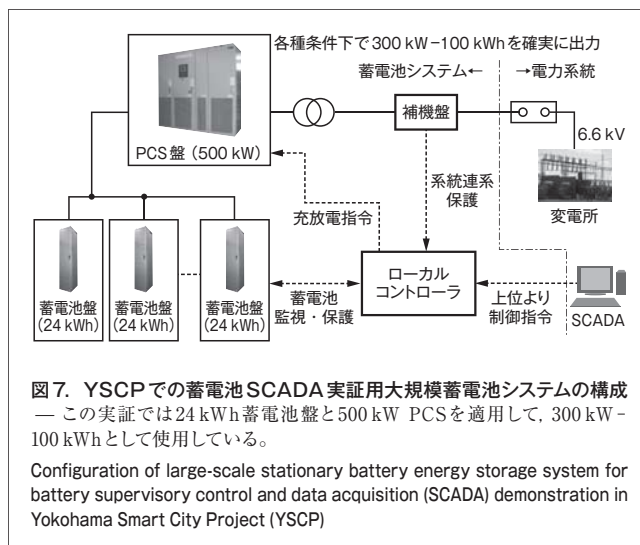 各種条件下で300 kW－100 kWhを確実に出力
蓄電池システム← →電力系統
PCS盤（500 kW）
補機盤
6.6 kV
変電所
系統連系
保護
充放電指令
蓄電池盤
（24 kWh）
蓄電池盤
（24 kWh）
蓄電池盤
（24 kWh）
蓄電池
監視・保護
ローカル
コントローラ
上位より
制御指令
SCADA
図7．YSCPでの蓄電池SCADA実証用大規模蓄電池システムの構成
— この実証では24 kWh蓄電池盤と500 kW PCSを適用して，300 kW－
100 kWhとして使用している。
Configuration of large-scale stationary battery energy storage system for
battery supervisory control and data acquisition (SCADA) demonstration in
Yokohama Smart City Project (YSCP)